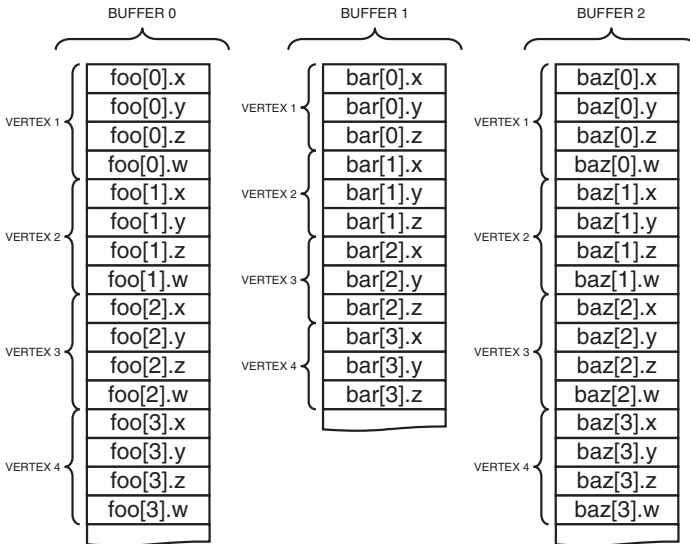 BUFFER 0
VERTEX 1
foo[0].x
foo[0].y
foo[0].z
foo[0].w
VERTEX 2
foo[1].x
foo[1].y
foo[1].z
foo[1].w
VERTEX 3
foo[2].x
foo[2].y
foo[2].z
foo[2].w
VERTEX 4
foo[3].x
foo[3].y
foo[3].z
foo[3].w
BUFFER 1
VERTEX 1
bar[0].x
bar[0].y
bar[0].z
VERTEX 2
bar[1].x
bar[1].y
bar[1].z
VERTEX 3
bar[2].x
bar[2].y
bar[2].z
VERTEX 4
bar[3].x
bar[3].y
bar[3].z
BUFFER 2
VERTEX 1
baz[0].x
baz[0].y
baz[0].z
baz[0].w
VERTEX 2
baz[1].x
baz[1].y
baz[1].z
baz[1].w
VERTEX 3
baz[2].x
baz[2].y
baz[2].z
baz[2].w
VERTEX 4
baz[3].x
baz[3].y
baz[3].z
baz[3].w